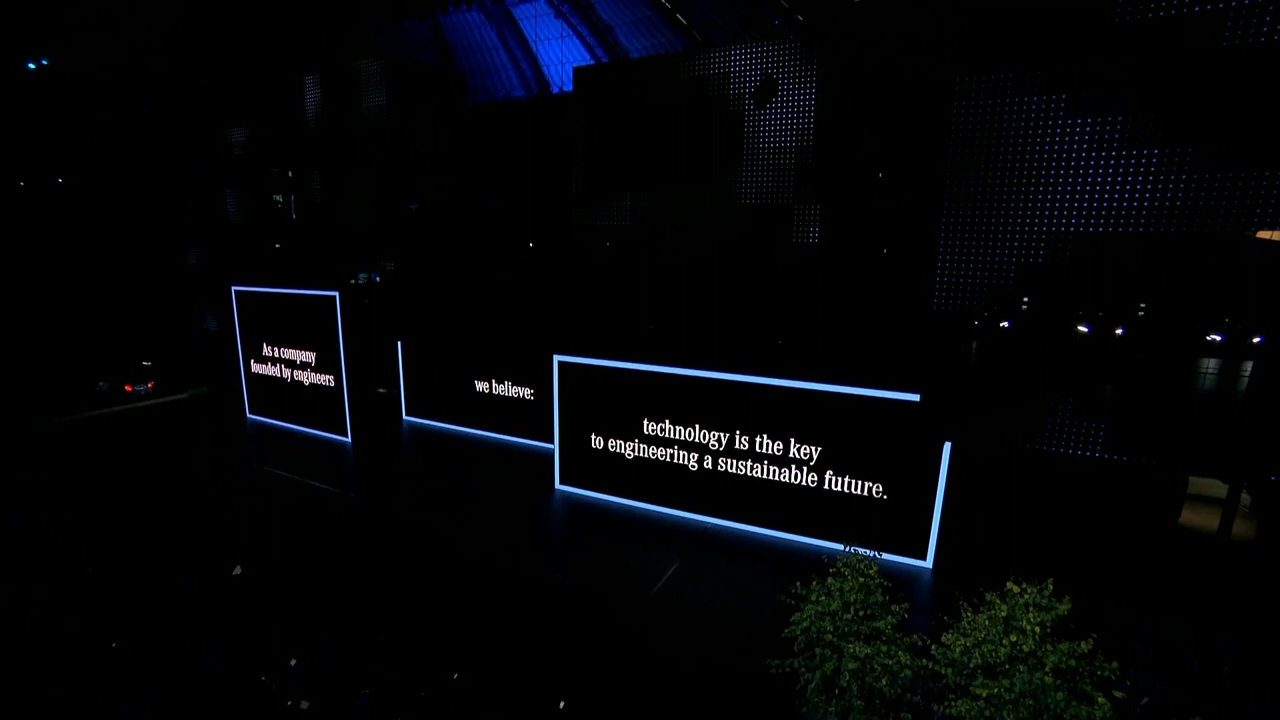 As a company
founded by engineers
we believe:
technology is the key
to engineering a sustainable future.